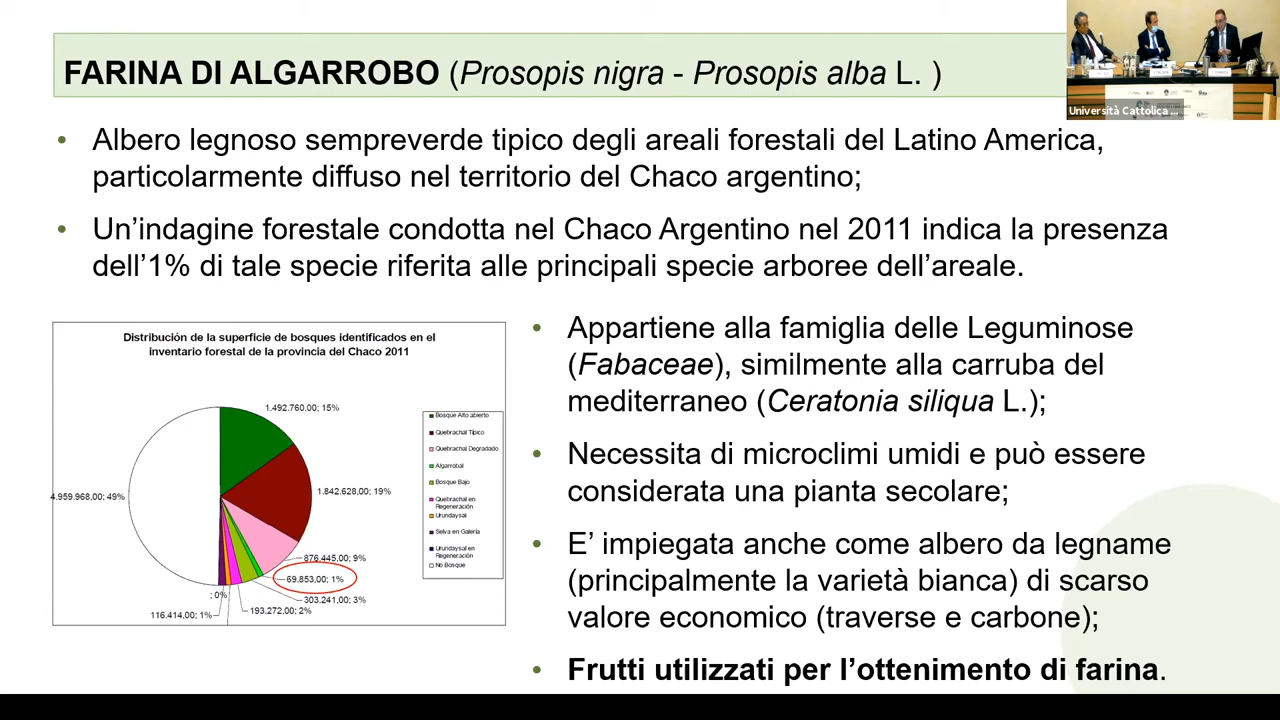 FARINA DI ALGARROBO (Prosopis nigra - Prosopis alba L. )
Università Cattolica ...
• Albero legnoso sempreverde tipico degli areali forestali del Latino America,
particolarmente diffuso nel territorio del Chaco argentino;
• Un’indagine forestale condotta nel Chaco Argentino nel 2011 indica la presenza
dell’1% di tale specie riferita alle principali specie arboree dell’areale.
Distribución de la superficie de bosques identificados en el
inventario forestal de la provincia del Chaco 2011
1.492.760.00; 15%
1.842.628,00; 19%
876.445,00; 9%
69.853,00; 1%
303.241,00; 3%
193.272,00; 2%
; 0%
116.414,00; 1%
4.959.968,00; 49%
Bosque Alto abierto
Quebrachal Típico
Quebrachal Degradado
Algarrobal
Bosque Bajo
Quebrachal en
Regeneración
Urundaysal
Selva en Galería
Urundaysal en
Regeneración
No Bosque
• Appartiene alla famiglia delle Leguminose
(Fabaceae), similmente alla carruba del
mediterraneo (Ceratonia siliqua L.);
• Necessita di microclimi umidi e può essere
considerata una pianta secolare;
• E’ impiegata anche come albero da legname
(principalmente la varietà bianca) di scarso
valore economico (traverse e carbone);
• Frutti utilizzati per l’ottenimento di farina.